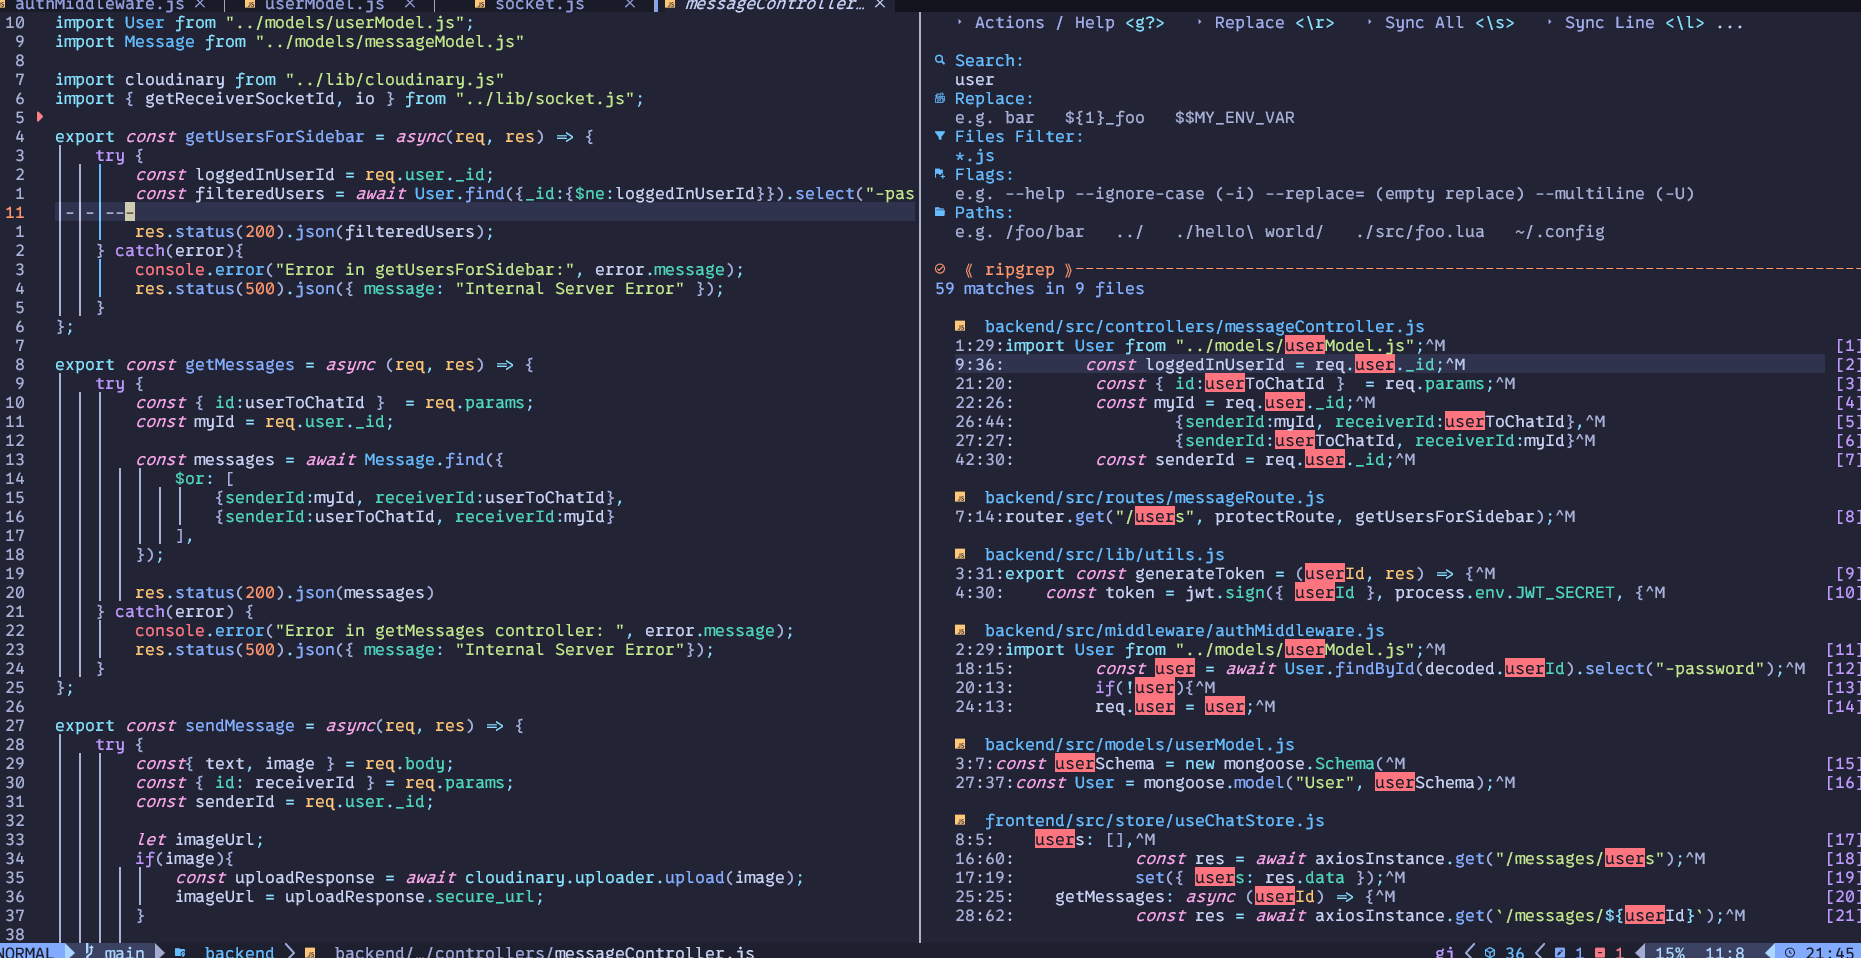 authMiddleware.js × userModel.js × socket.js × messageController… ×
10 import User from "../models/userModel.js";
9 import Message from "../models/messageModel.js"
8
7 import cloudinary from "../lib/cloudinary.js"
6 import { getReceiverSocketId, io } from "../lib/socket.js";
5
4 export const getUsersForSidebar = async(req, res) => {
3 try {
2 const loggedInUserId = req.user._id;
1 const filteredUsers = await User.find({_id:{$ne:loggedInUserId}}).select("-pas
11 - - ---
1 res.status(200).json(filteredUsers);
2 } catch(error){
3 console.error("Error in getUsersForSidebar:", error.message);
4 res.status(500).json({ message: "Internal Server Error" });
5 }
6 };
7
8 export const getMessages = async (req, res) => {
9 try {
10 const { id:userToChatId }  = req.params;
11 const myId = req.user._id;
12
13 const messages = await Message.find({
14 $or: [
15 {senderId:myId, receiverId:userToChatId},
16 {senderId:userToChatId, receiverId:myId}
17 ],
18 });
19
20 res.status(200).json(messages)
21 } catch(error) {
22 console.error("Error in getMessages controller: ", error.message);
23 res.status(500).json({ message: "Internal Server Error"});
24 }
25 };
26
27 export const sendMessage = async(req, res) => {
28 try {
29 const{ text, image } = req.body;
30 const { id: receiverId } = req.params;
31 const senderId = req.user._id;
32
33 let imageUrl;
34 if(image){
35 const uploadResponse = await cloudinary.uploader.upload(image);
36 imageUrl = uploadResponse.secure_url;
37 }
38
Actions / Help <g?> Replace <\r> Sync All <\s> Sync Line <\l> ...
Search:
user
Replace:
e.g. bar   ${1}_foo   $$MY_ENV_VAR
Files Filter:
*.js
Flags:
e.g. --help --ignore-case (-i) --replace= (empty replace) --multiline (-U)
Paths:
e.g. /foo/bar   ../   ./hello\ world/   ./src/foo.lua   ~/.config
⟪ ripgrep ⟫
59 matches in 9 files
backend/src/controllers/messageController.js
1:29:import User from "../models/userModel.js";^M [1]
9:36: const loggedInUserId = req.user._id;^M [2]
21:20: const { id:userToChatId }  = req.params;^M [3]
22:26: const myId = req.user._id;^M [4]
26:44: {senderId:myId, receiverId:userToChatId},^M [5]
27:27: {senderId:userToChatId, receiverId:myId}^M [6]
42:30: const senderId = req.user._id;^M [7]
backend/src/routes/messageRoute.js
7:14:router.get("/users", protectRoute, getUsersForSidebar);^M [8]
backend/src/lib/utils.js
3:31:export const generateToken = (userId, res) => {^M [9]
4:30: const token = jwt.sign({ userId }, process.env.JWT_SECRET, {^M [10]
backend/src/middleware/authMiddleware.js
2:29:import User from "../models/userModel.js";^M [11]
18:15: const user = await User.findById(decoded.userId).select("-password");^M [12]
20:13: if(!user){^M [13]
24:13: req.user = user;^M [14]
backend/src/models/userModel.js
3:7:const userSchema = new mongoose.Schema(^M [15]
27:37:const User = mongoose.model("User", userSchema);^M [16]
frontend/src/store/useChatStore.js
8:5: users: [],^M [17]
16:60: const res = await axiosInstance.get("/messages/users");^M [18]
17:19: set({ users: res.data });^M [19]
25:25: getMessages: async (userId) => {^M [20]
28:62: const res = await axiosInstance.get(`/messages/${userId}`);^M [21]
NORMAL main backend backend/…/controllers/messageController.js gj 36 1 1 15% 11:8 21:45